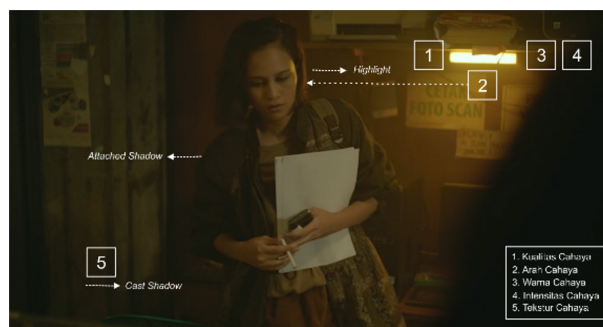 1
3
4
Highlight
2
CETAK
FOTO SCAN
Attached Shadow
5
Cast Shadow
1. Kualitas Cahaya
2. Arah Cahaya
3. Warna Cahaya
4. Intensitas Cahaya
5. Tekstur Cahaya